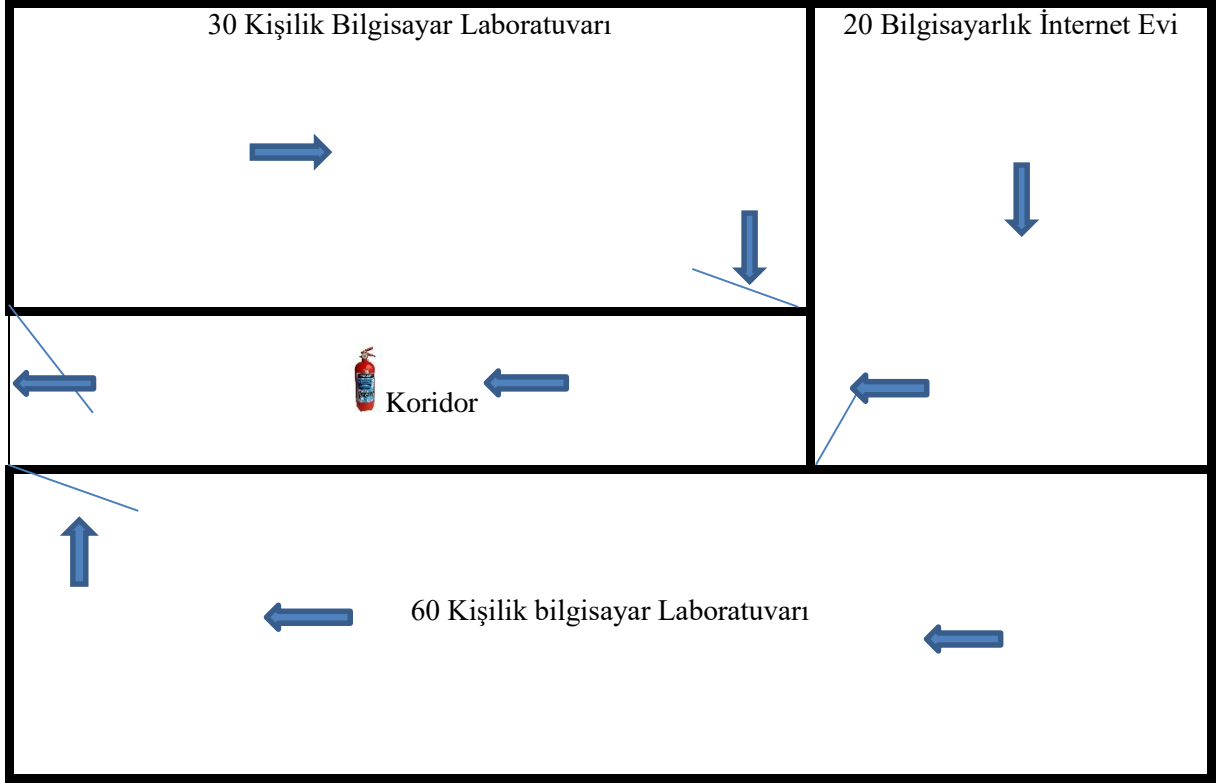 30 Kişilik Bilgisayar Laboratuvarı
20 Bilgisayarlık İnternet Evi
Koridor
60 Kişilik bilgisayar Laboratuvarı